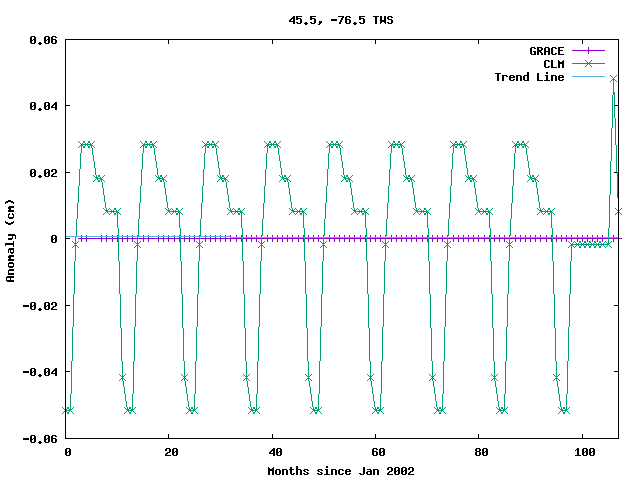 45.5, -76.5 TWS
GRACE
CLM
Trend Line
0.06
0.04
0.02
0
-0.02
-0.04
-0.06
Anomaly (cm)
0 20 40 60 80 100
Months since Jan 2002